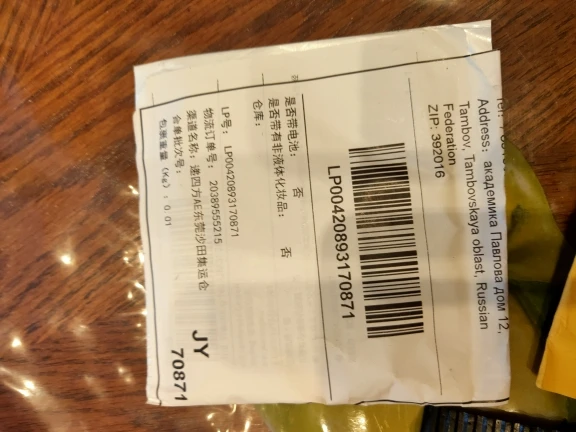 Address: академика Павлова дом 12,
Tambov, Tambovskaya oblast, Russian
Federation
ZIP: 392016
LP00420893170871
是否带电池: 否
是否带有非液体化妆品: 否
仓库:
LP号: LP00420893170871
物流订单号: 20389555215
渠道名称: 递四方AE东莞沙田集运仓
合单批次号:
包裹重量 (Kg) : 0.01
JY
70871